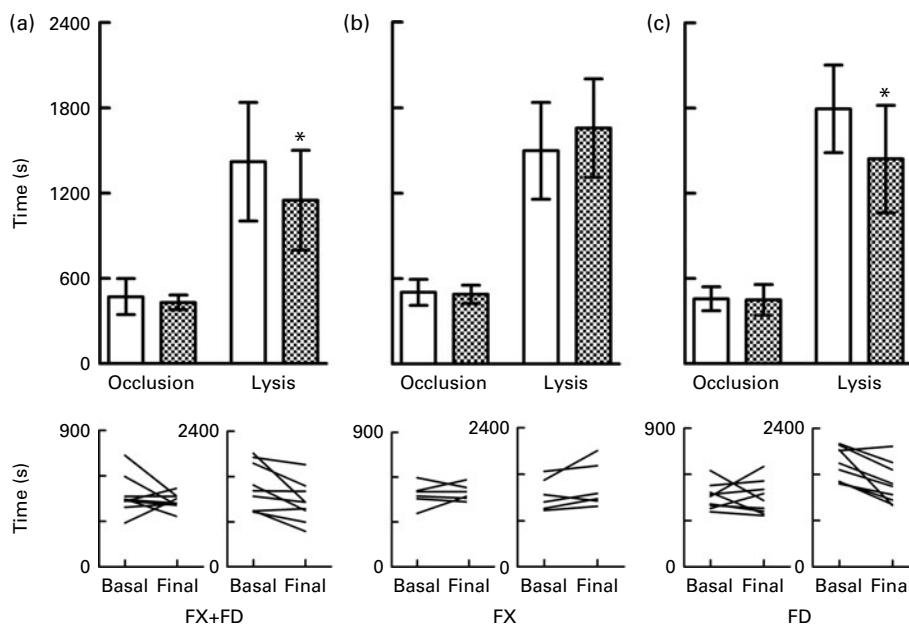 (a)
(b)
(c)
Time (s)
2400
1800
1200
600
0
*
*
Occlusion Lysis
Occlusion Lysis
Occlusion Lysis
Time (s)
900
0
2400
0
900
0
2400
0
900
0
2400
0
Basal Final Basal Final
Basal Final Basal Final
Basal Final Basal Final
FX+FD
FX
FD